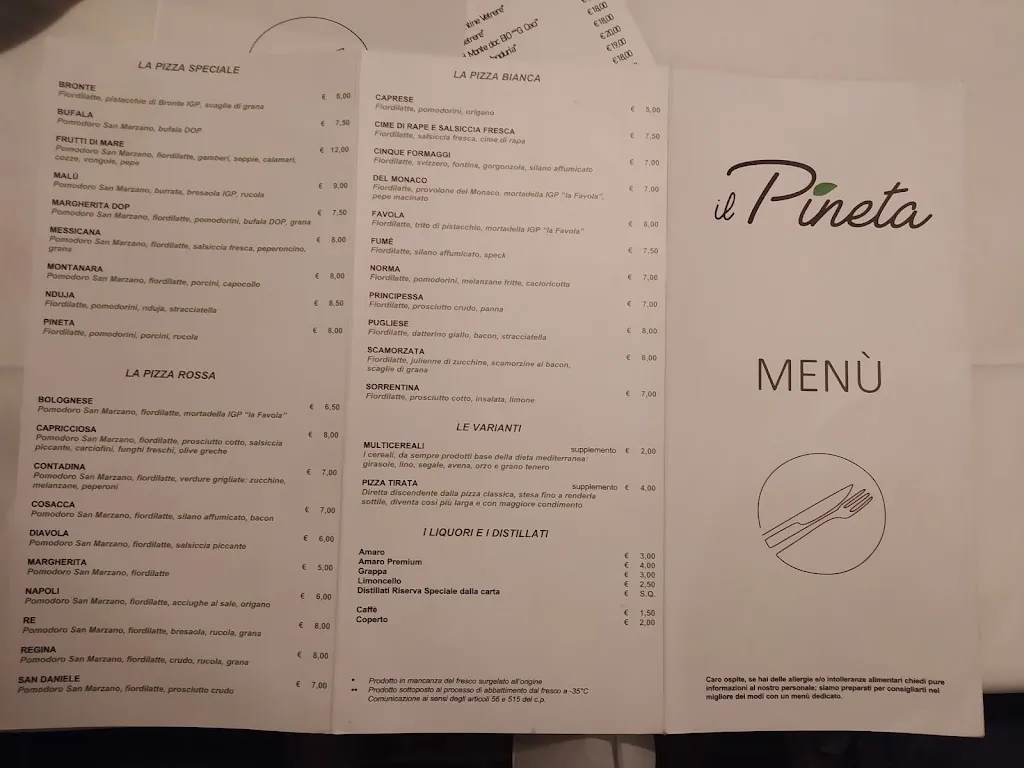 LA PIZZA SPECIALE
BRONTE
Fiordilatte, pistacchio di Bronte IGP, scaglie di grana € 8,00
BUFALA
Pomodoro San Marzano, bufala DOP € 7,50
FRUTTI DI MARE
Pomodoro San Marzano, fiordilatte, gamberi, seppie, calamari, € 12,00
cozze, vongole, pepe
MALÙ
Pomodoro San Marzano, burrata, bresaola IGP, rucola € 9,00
MARGHERITA DOP
Pomodoro San Marzano, fiordilatte, pomodorini, bufala DOP, grana € 7,50
MESSICANA
Pomodoro San Marzano, fiordilatte, salsiccia fresca, peperoncino, € 8,00
grana
MONTANARA
Pomodoro San Marzano, fiordilatte, porcini, capocollo € 8,00
NDUJA
Fiordilatte, pomodorini, nduja, stracciatella € 8,50
PINETA
Fiordilatte, pomodorini, porcini, rucola € 8,00
LA PIZZA ROSSA
BOLOGNESE
Pomodoro San Marzano, fiordilatte, mortadella IGP "la Favola" € 6,50
CAPRICCIOSA
Pomodoro San Marzano, fiordilatte, prosciutto cotto, salsiccia € 8,00
piccante, carciofini, funghi freschi, olive greche
CONTADINA
Pomodoro San Marzano, fiordilatte, verdure grigliate: zucchine, € 7,00
melanzane, peperoni
COSACCA
Pomodoro San Marzano, fiordilatte, silano affumicato, bacon € 7,00
DIAVOLA
Pomodoro San Marzano, fiordilatte, salsiccia piccante € 6,00
MARGHERITA
Pomodoro San Marzano, fiordilatte € 5,00
NAPOLI
Pomodoro San Marzano, fiordilatte, acciughe al sale, origano € 6,00
RE
Pomodoro San Marzano, fiordilatte, bresaola, rucola, grana € 8,00
REGINA
Pomodoro San Marzano, fiordilatte, crudo, rucola, grana € 8,00
SAN DANIELE
Pomodoro San Marzano, fiordilatte, prosciutto crudo € 7,00
LA PIZZA BIANCA
CAPRESE
Fiordilatte, pomodorini, origano € 5,00
CIME DI RAPE E SALSICCIA FRESCA
Fiordilatte, salsiccia fresca, cime di rapa € 7,50
CINQUE FORMAGGI
Fiordilatte, svizzero, fontina, gorgonzola, silano affumicato € 7,00
DEL MONACO
Fiordilatte, provolone del Monaco, mortadella IGP "la Favola", € 7,00
pepe macinato
FAVOLA
Fiordilatte, trito di pistacchio, mortadella IGP "la Favola" € 8,00
FUMÈ
Fiordilatte, silano affumicato, speck € 7,50
NORMA
Fiordilatte, pomodorini, melanzane fritte, cacioricotta € 7,00
PRINCIPESSA
Fiordilatte, prosciutto crudo, panna € 7,00
PUGLIESE
Fiordilatte, datterino giallo, bacon, stracciatella € 8,00
SCAMORZATA
Fiordilatte, julienne di zucchine, scamorzine al bacon, € 8,00
scaglie di grana
SORRENTINA
Fiordilatte, prosciutto cotto, insalata, limone € 7,00
LE VARIANTI
MULTICEREALI supplemento € 2,00
I cereali, da sempre prodotti base della dieta mediterranea:
girasole, lino, segale, avena, orzo e grano tenero
PIZZA TIRATA supplemento € 4,00
Diretta discendente dalla pizza classica, stesa fino a renderla
sottile, diventa così più larga e con maggiore condimento
I LIQUORI E I DISTILLATI
Amaro € 3,00
Amaro Premium € 4,00
Grappa € 3,00
Limoncello € 2,50
Distillati Riserva Speciale dalla carta € S.Q.
Caffè € 1,50
Coperto € 2,00
* Prodotto in mancanza del fresco surgelato all'origine
** Prodotto sottoposto al processo di abbattimento dal fresco a -35°C
Comunicazione ai sensi degli articoli 56 e 515 del c.p.
il Pineta
MENÙ
Caro ospite, se hai delle allergie e/o intolleranze alimentari chiedi pure
informazioni al nostro personale; siamo preparati per consigliarti nel
migliore dei modi con un menù dedicato.
€18,00
€18,00
Monte doc BIO "G. Cuo" €20,00
€19,00
€18,00